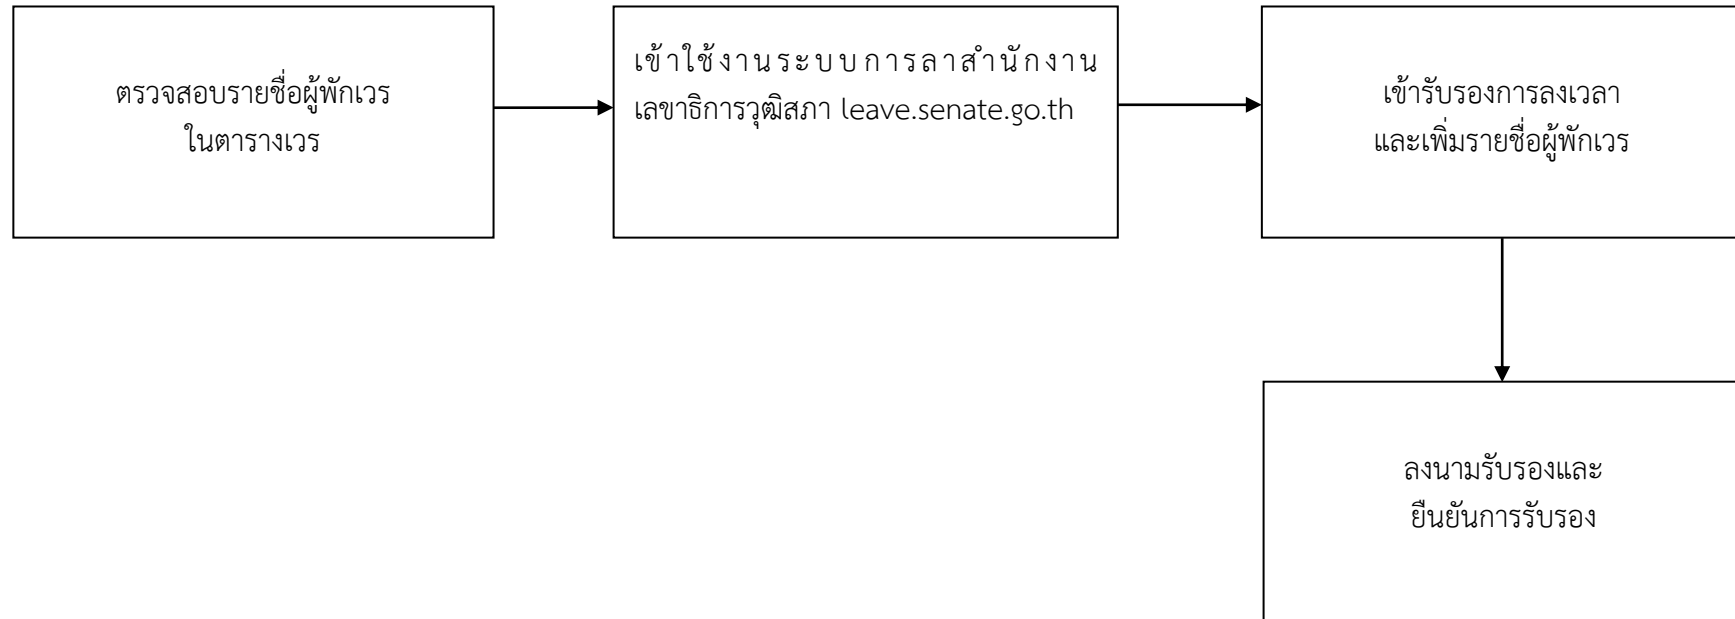 ตรวจสอบรายชื่อผู้พักเวร
ในตารางเวร
เข้าใช้งานระบบการลาสำนักงาน
เลขาธิการวุฒิสภา leave.senate.go.th
เข้ารับรองการลงเวลา
และเพิ่มรายชื่อผู้พักเวร
ลงนามรับรองและ
ยืนยันการรับรอง